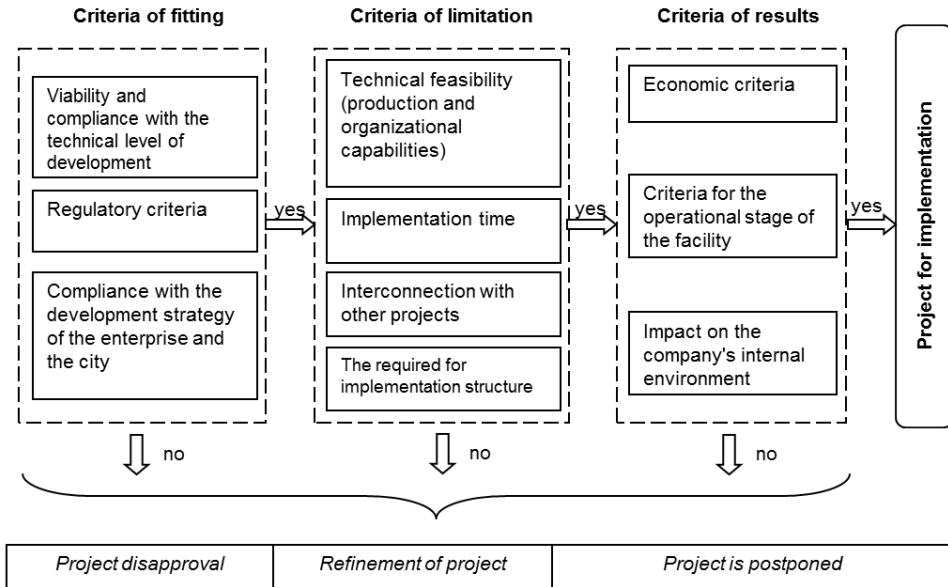 Criteria of fitting
Viability and
compliance with the
technical level of
development
Regulatory criteria
Compliance with the
development strategy
of the enterprise and
the city
no
yes
Criteria of limitation
Technical feasibility
(production and
organizational
capabilities)
Implementation time
Interconnection with
other projects
The required for
implementation structure
no
yes
Criteria of results
Economic criteria
Criteria for the
operational stage of
the facility
Impact on the
company's internal
environment
no
yes
Project for implementation
Project disapproval
Refinement of project
Project is postponed